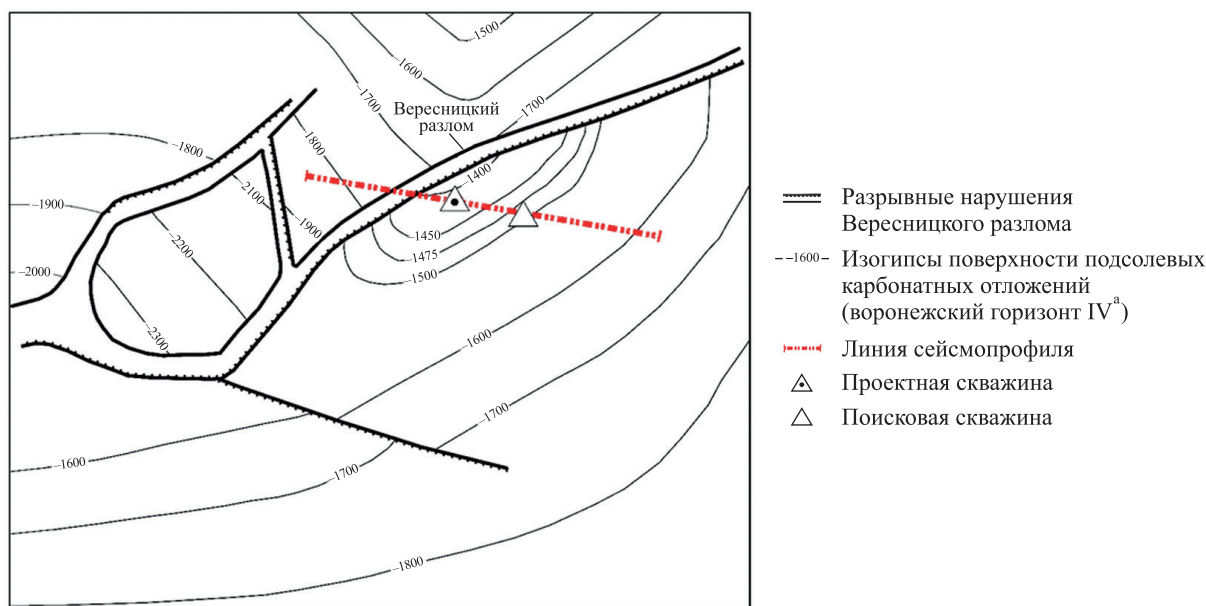 –1500
–1600
–1700
–1700
Вересницкий
разлом
–1800
–1800
–1400
–2100
–1900
–1900
–2200
–1450
–1475
–2000
–1500
–2300
–1600
–1700
–1600
–1700
–1800
Разрывные нарушения
Вересницкого разлома
–1600– Изогипсы поверхности подсолевых
карбонатных отложений
(воронежский горизонт IVª)
Линия сейсмопрофиля
Проектная скважина
Поисковая скважина